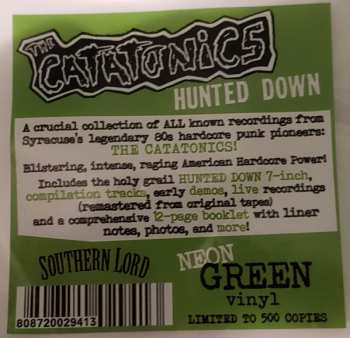 THE
CATATONICS
HUNTED DOWN
A crucial collection of ALL known recordings from
Syracuse's legendary 80s hardcore punk pioneers:
THE CATATONICS!
Blistering, intense, raging American Hardcore Power!
Includes the holy grail HUNTED DOWN 7-inch,
compilation tracks, early demos, live recordings
(remastered from original tapes)
and a comprehensive 12-page booklet with liner
notes, photos, and more!
SOUTHERN LORD
NEON
GREEN
vinyl
LIMITED TO 500 COPIES
808720029413